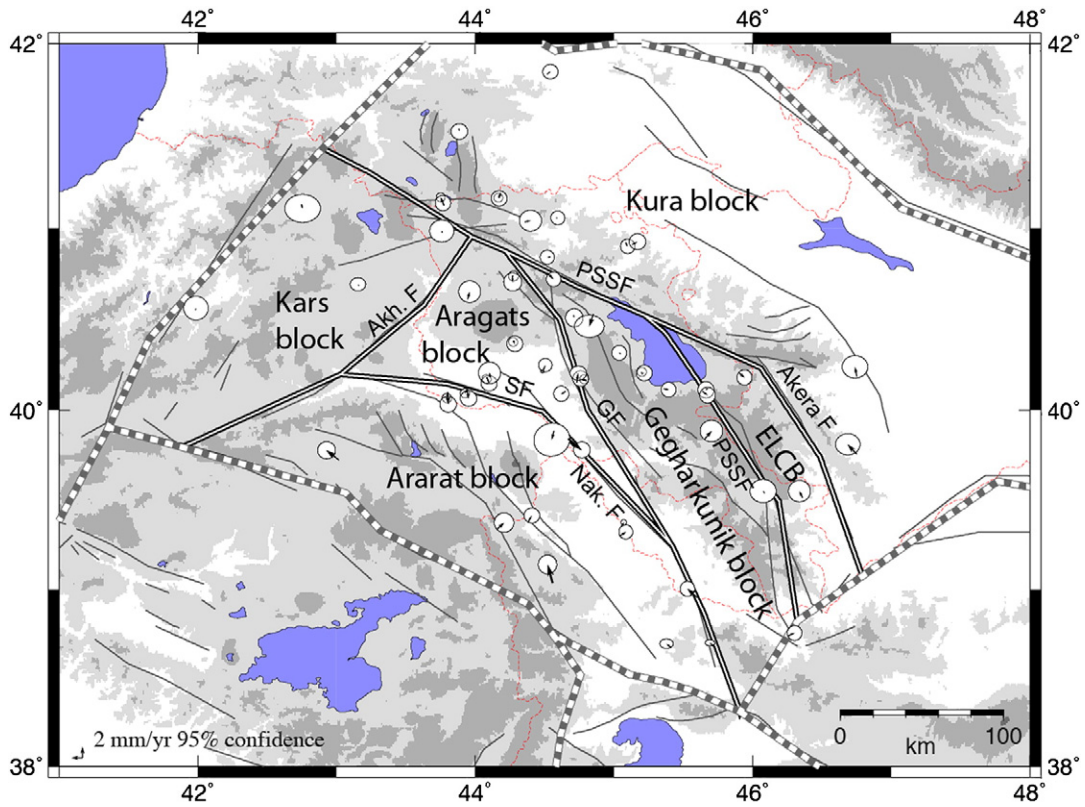 42° 44° 46° 48°
42° 42°
Kura block
PSSF
Kars
block
Akh. F
Aragats
block
SF
Akera F
40° 40°
GF
Gegharkunik block
PSSF
ELCB
Ararat block
Nak. F
2 mm/yr 95% confidence
0 100
km
38° 38°
42° 44° 46° 48°